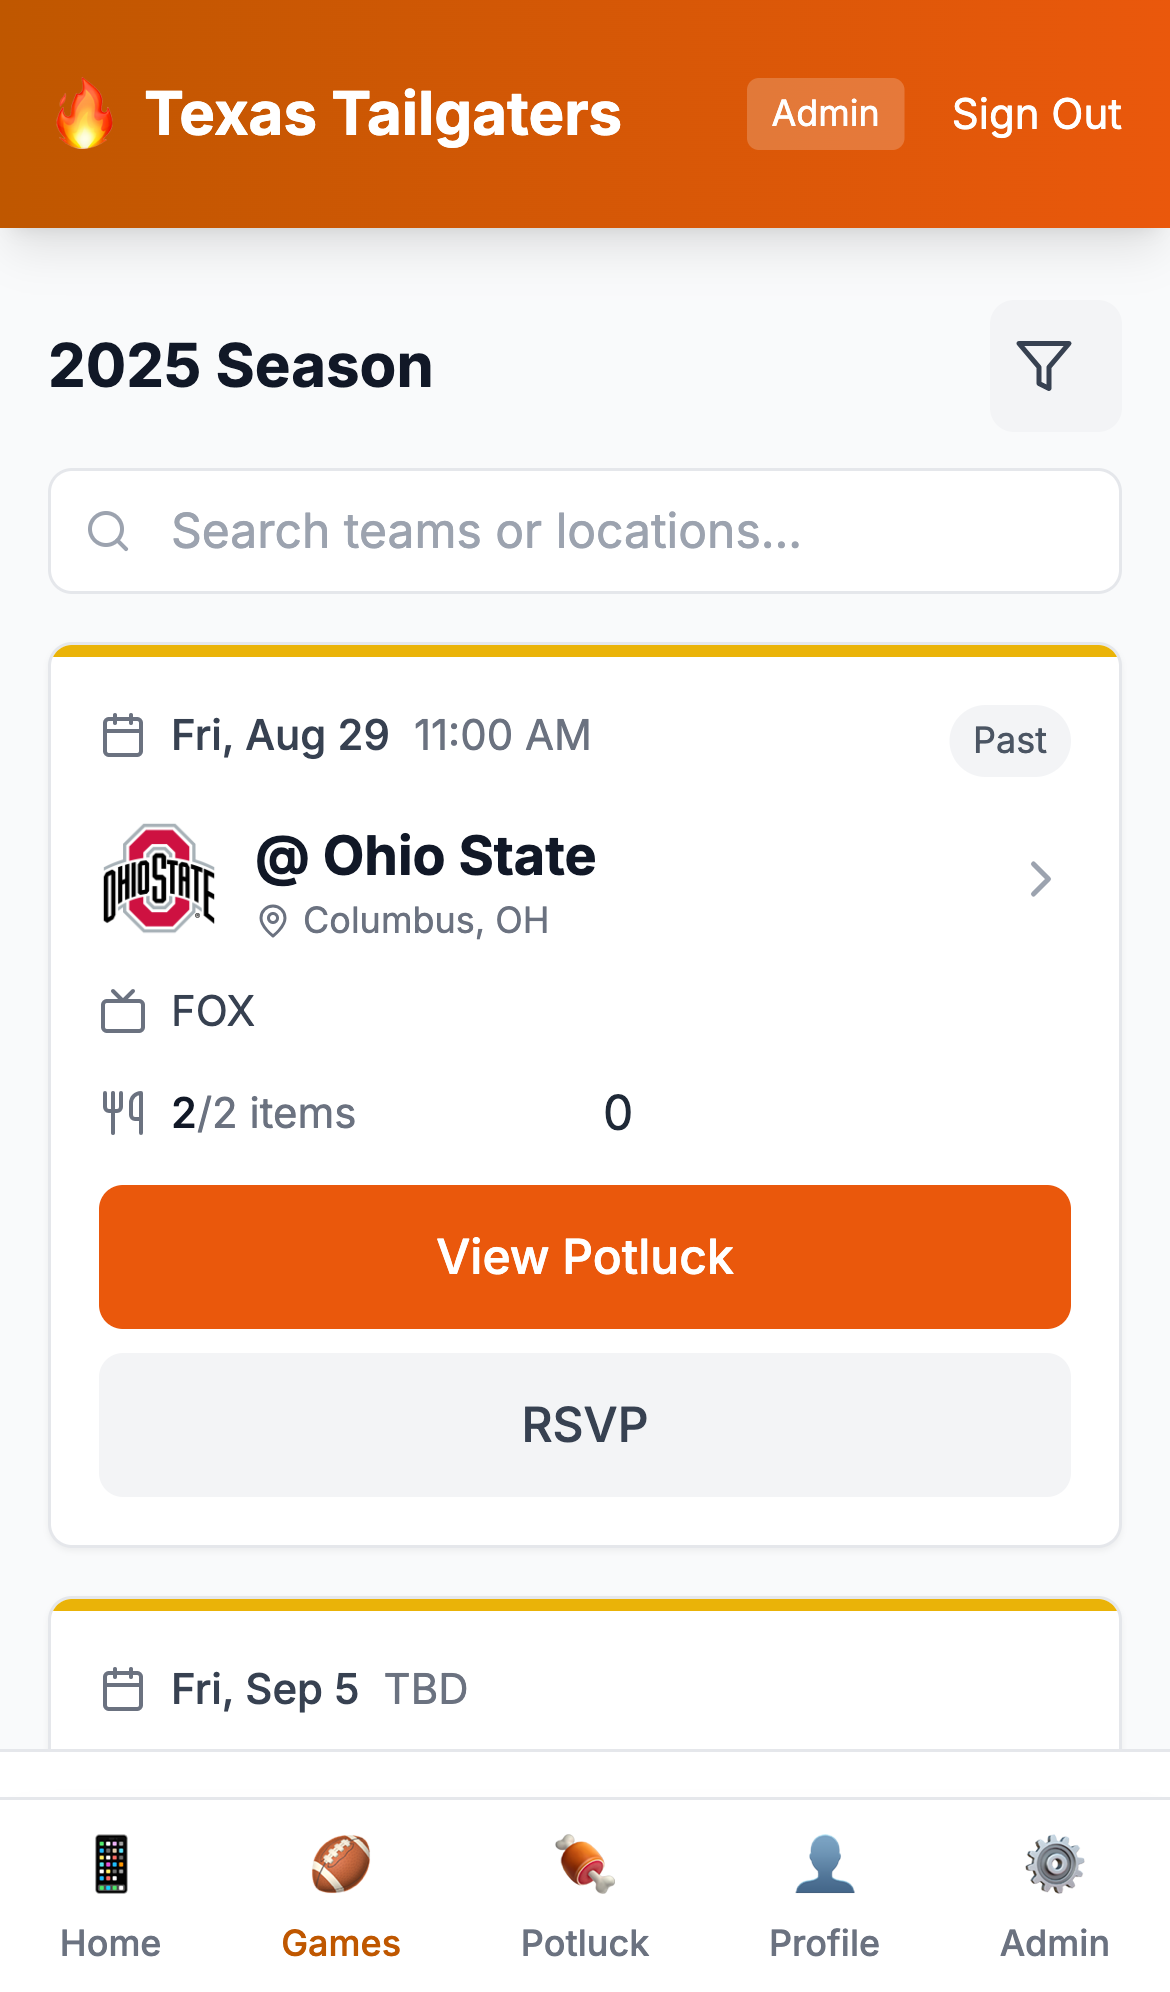 Texas Tailgaters
Admin
Sign Out
2025 Season
Search teams or locations...
Fri, Aug 29 11:00 AM
Past
OHIO STATE
@ Ohio State
Columbus, OH
FOX
2/2 items
0
View Potluck
RSVP
Fri, Sep 5 TBD
Home
Games
Potluck
Profile
Admin